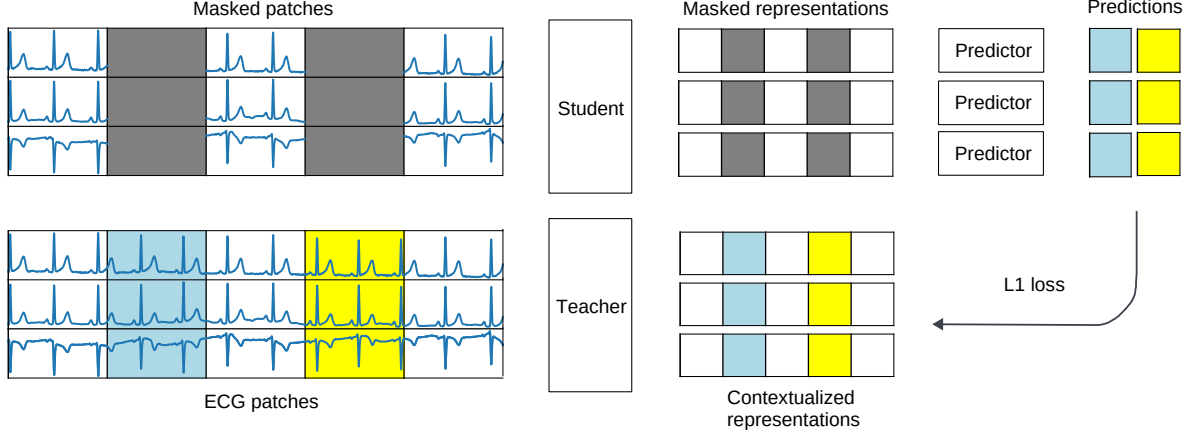 Masked patches
Masked representations
Predictions
Student
Predictor
Predictor
Predictor
Teacher
L1 loss
ECG patches
Contextualized
representations